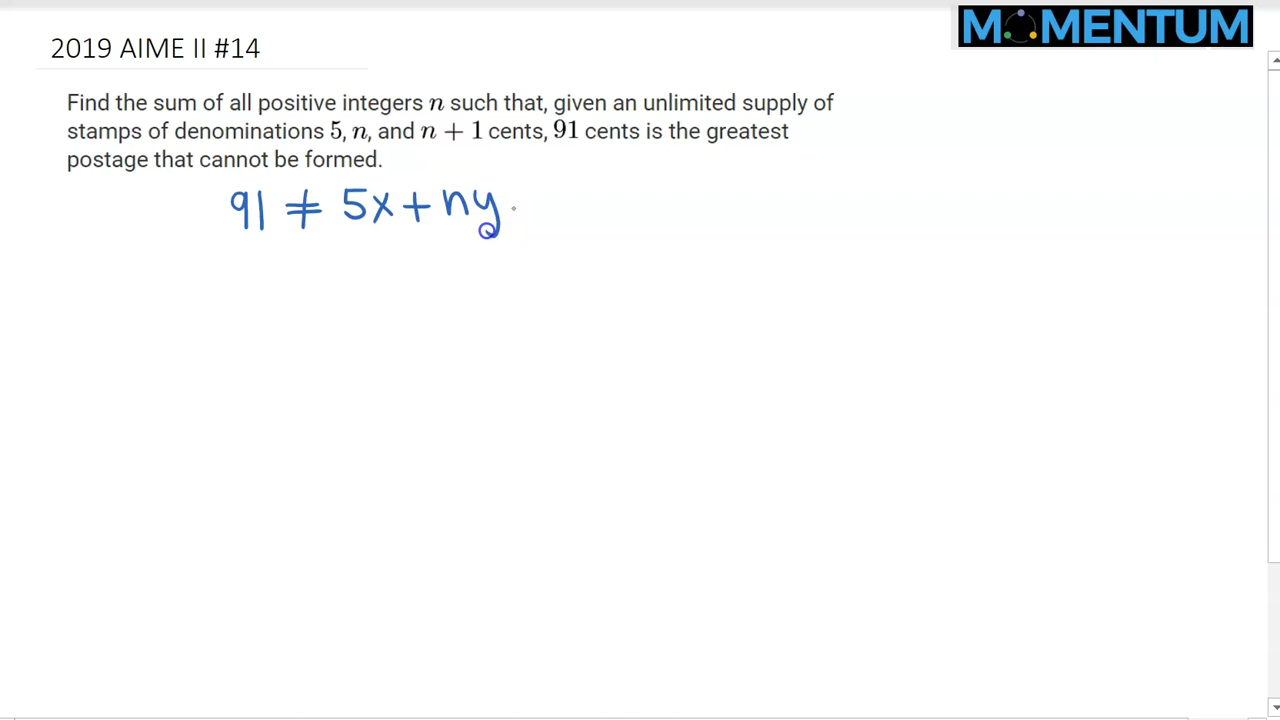 MOMENTUM
2019 AIME II #14
Find the sum of all positive integers n such that, given an unlimited supply of
stamps of denominations 5, n, and n + 1 cents, 91 cents is the greatest
postage that cannot be formed.
91 ≠ 5x + ny